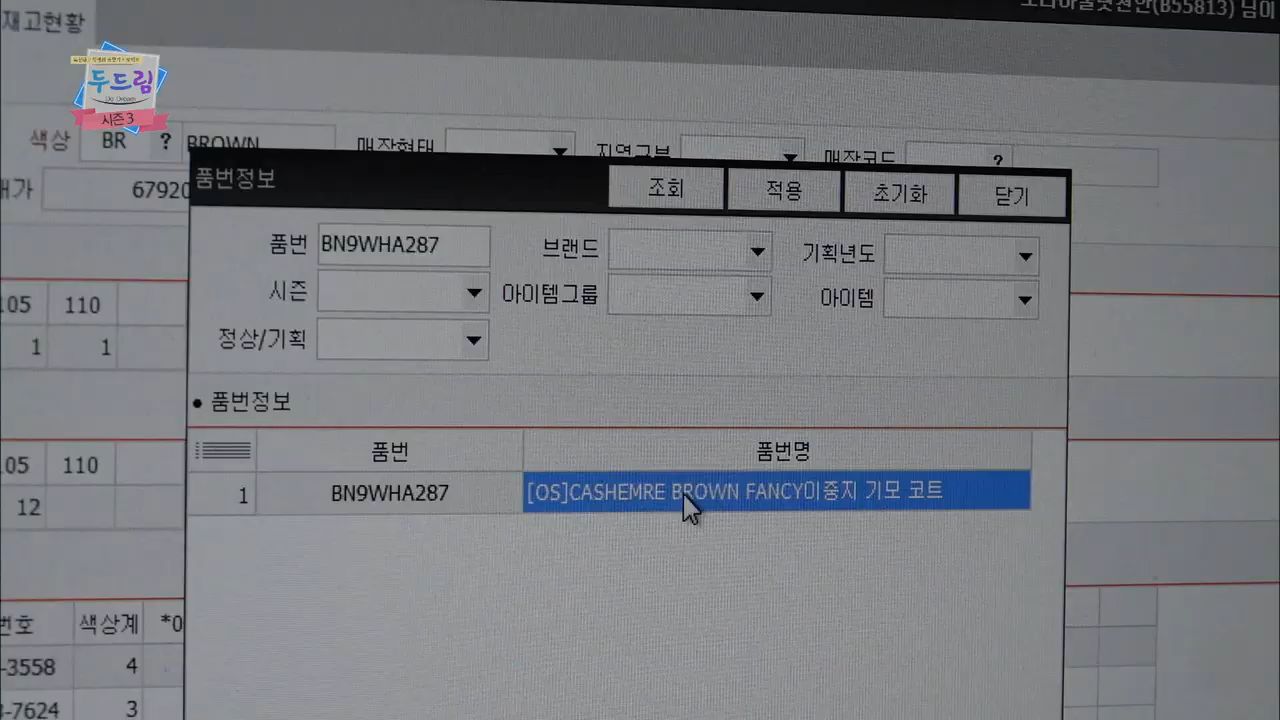 재고현황
(B55813) 님이
두드림
Do Dream
시즌 3
색상 BR ? BROWN 매장형태 지역구분 매장코드 ?
67920
품번정보 조회 적용 초기화 닫기
품번 BN9WHA287 브랜드 기획년도
시즌 아이템그룹 아이템
정상/기획
105 110
1 1
• 품번정보
품번 품번명
1 BN9WHA287 [OS]CASHEMRE BROWN FANCY이중지 기모 코트
105 110
12
번호 색상계 *0
-3558 4
-7624 3